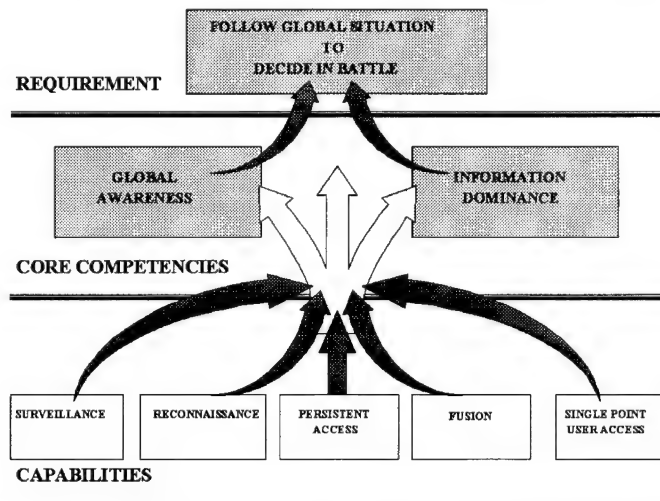 FOLLOW GLOBAL SITUATION
TO
DECIDE IN BATTLE
REQUIREMENT
GLOBAL
AWARENESS
INFORMATION
DOMINANCE
CORE COMPETENCIES
SURVEILLANCE
RECONNAISSANCE
PERSISTENT
ACCESS
FUSION
SINGLE POINT
USER ACCESS
CAPABILITIES